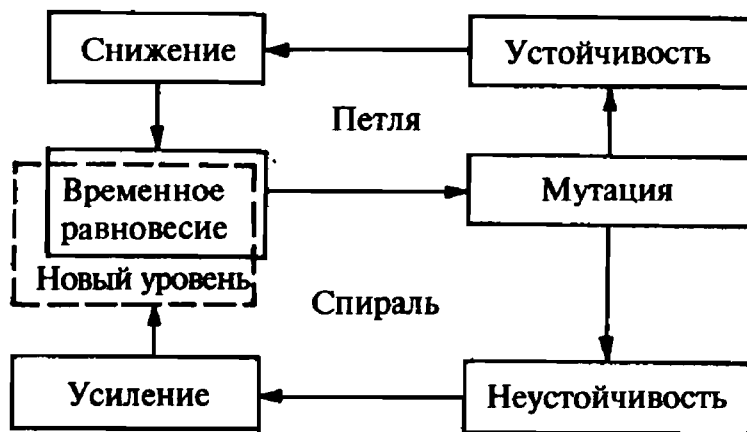 Снижение
Устойчивость
Петля
Временное
равновесие
Мутация
Новый уровень
Спираль
Усиление
Неустойчивость